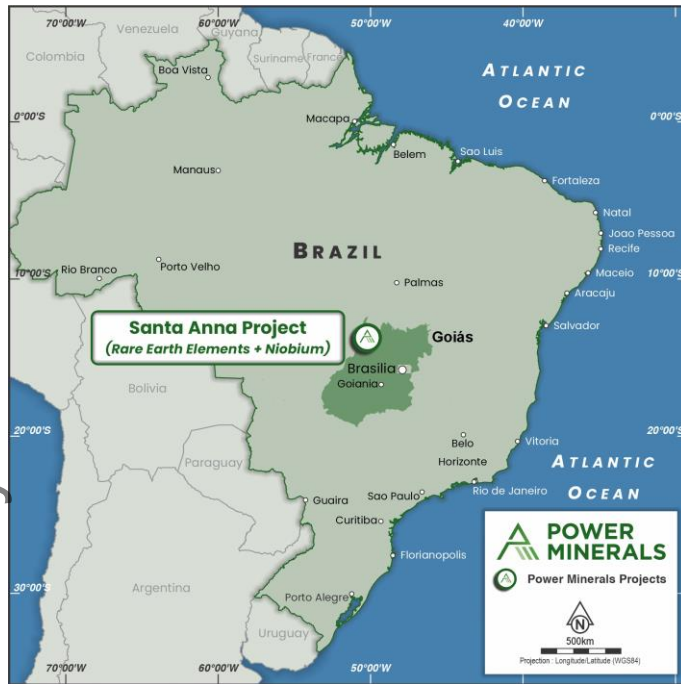 70°00'W
60°00'W
50°00'W
40°00'W
Venezuela
Guyana
Colombia
Suriname
France
Boa Vista
ATLANTIC
OCEAN
0°00'S
Macapa
0°00'S
Belem
Sao Luis
Manaus
Fortaleza
Natal
BRAZIL
Joao Pessoa
Recife
Porto Velho
Rio Branco
10°00'S
Palmas
Maceio
10°00'S
Aracaju
Santa Anna Project
(Rare Earth Elements + Niobium)
Goiás
Salvador
Brasilia
Goiania
Bolivia
20°00'S
Belo
Horizonte
Vitoria
20°00'S
Paraguay
ATLANTIC
OCEAN
Guaira
Sao Paulo
Rio de Janeiro
Curitiba
Florianopolis
POWER
MINERALS
Power Minerals Projects
Argentina
30°00'S
Porto Alegre
N
Uruguay
500km
Projection : Longitude/Latitude (WGS84)
70°00'W
60°00'W
50°00'W